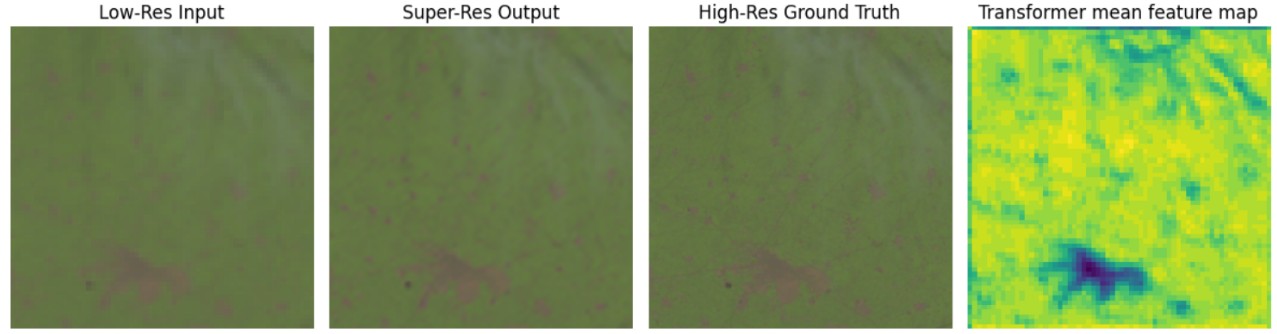 Low-Res Input
Super-Res Output
High-Res Ground Truth
Transformer mean feature map